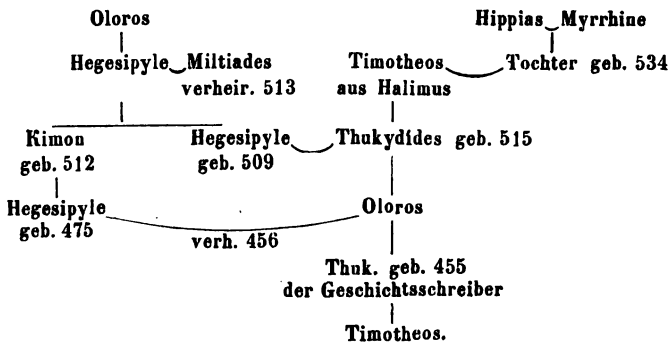 Oloros Hippias Myrrhine
Hegesipyle Miltiades Timotheos Tochter geb. 534
verheir. 513 aus Halimus
Kimon Hegesipyle Thukydides geb. 515
geb. 512 geb. 509
Hegesipyle Oloros
geb. 475
verh. 456
Thuk. geb. 455
der Geschichtsschreiber
Timotheos.